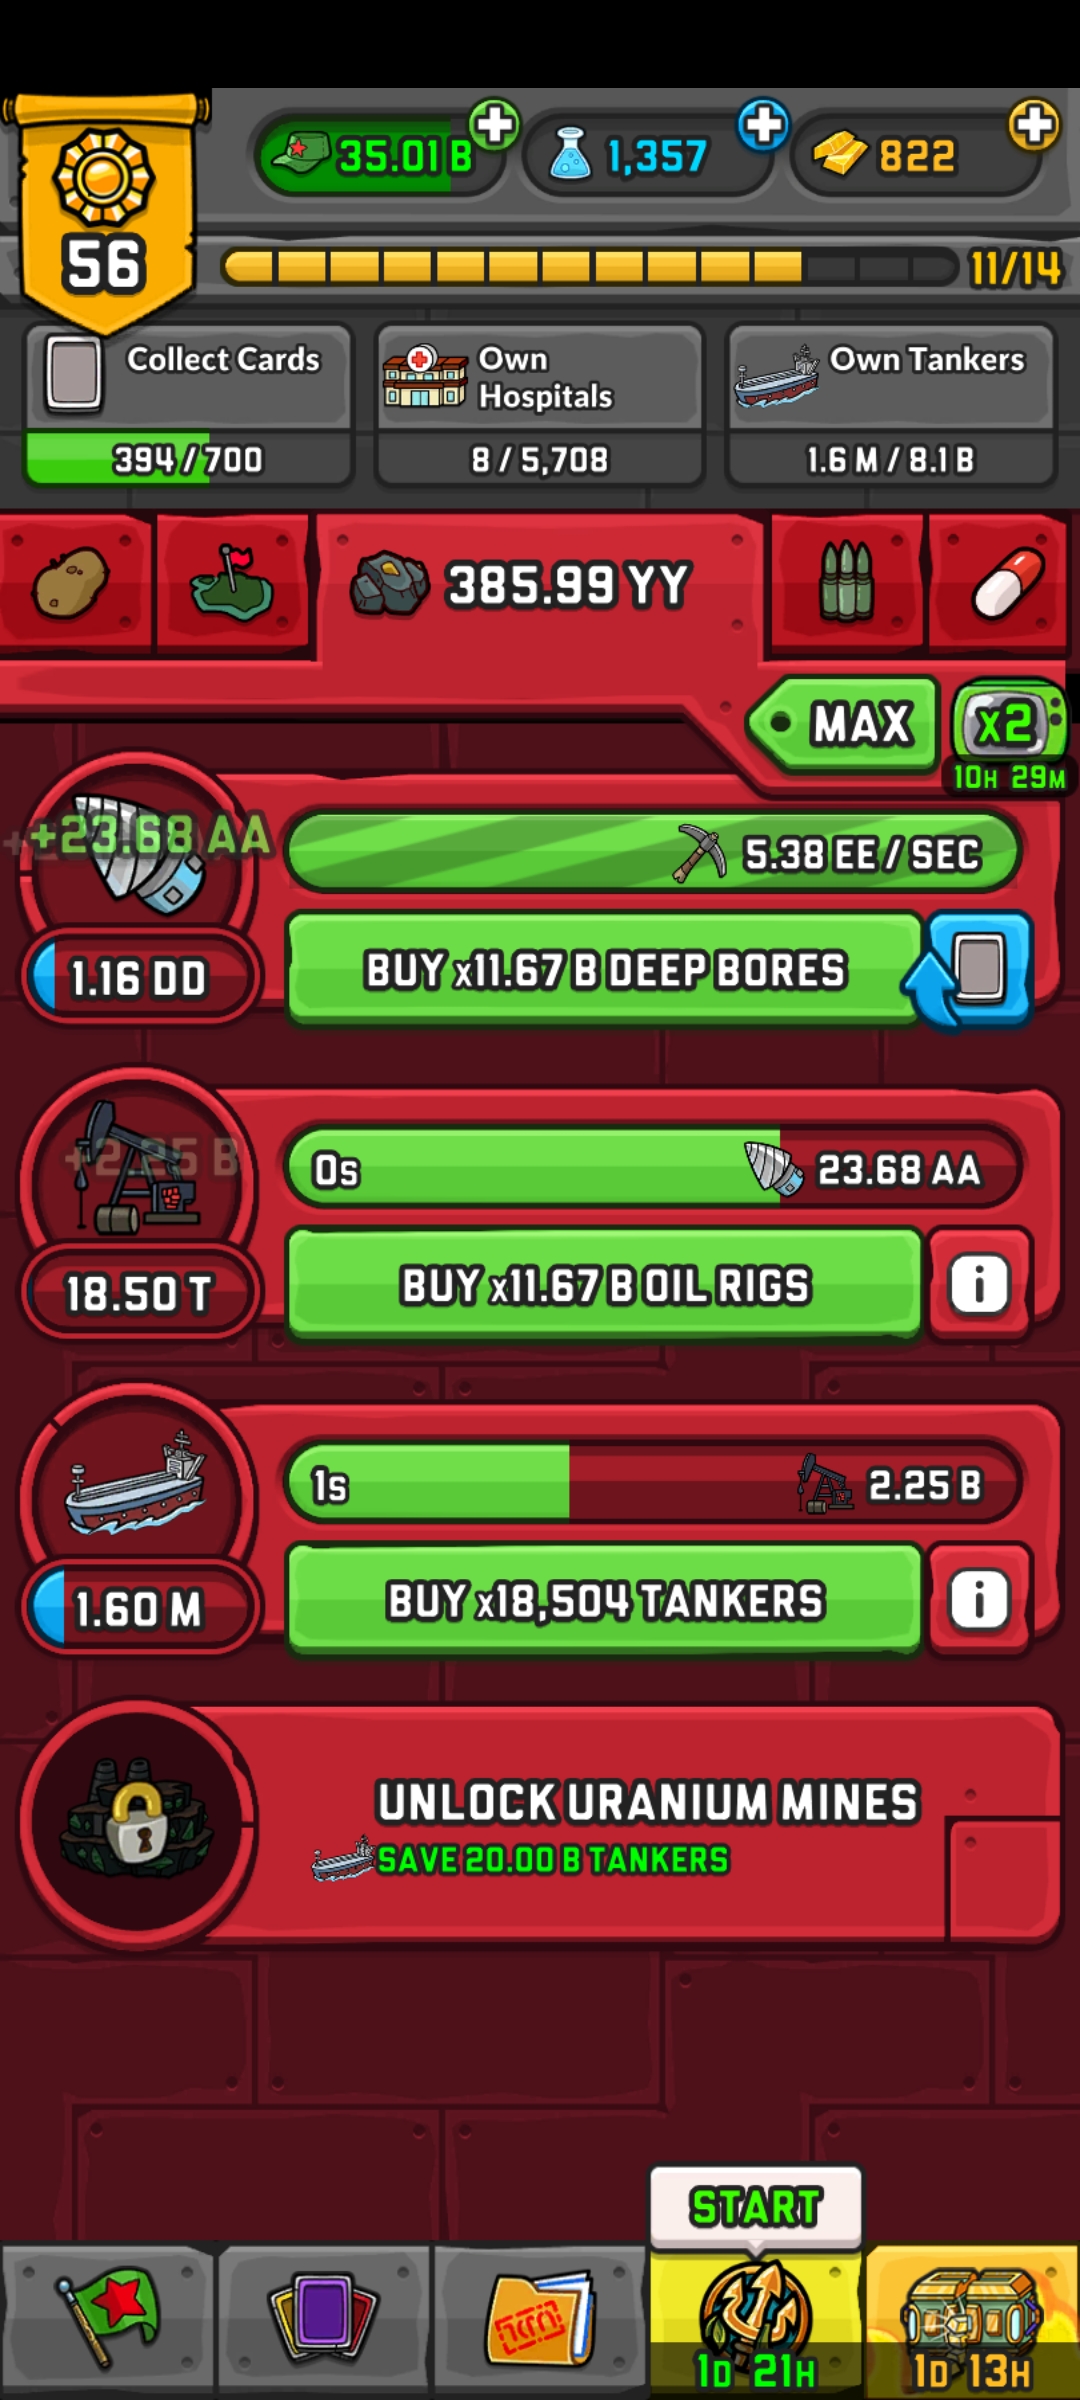 35.01 B
1,357
822
56
11/14
Collect Cards
394 / 700
Own
Hospitals
8 / 5,708
Own Tankers
1.6 M / 8.1 B
385.99 YY
MAX
x2
10H 29M
+23.68 AA
5.38 EE / SEC
1.16 DD
BUY x11.67 B DEEP BORES
+2.25 B
0s
23.68 AA
18.50 T
BUY x11.67 B OIL RIGS
i
1s
2.25 B
1.60 M
BUY x18,504 TANKERS
i
UNLOCK URANIUM MINES
SAVE 20.00 B TANKERS
START
1D 21H
1D 13H